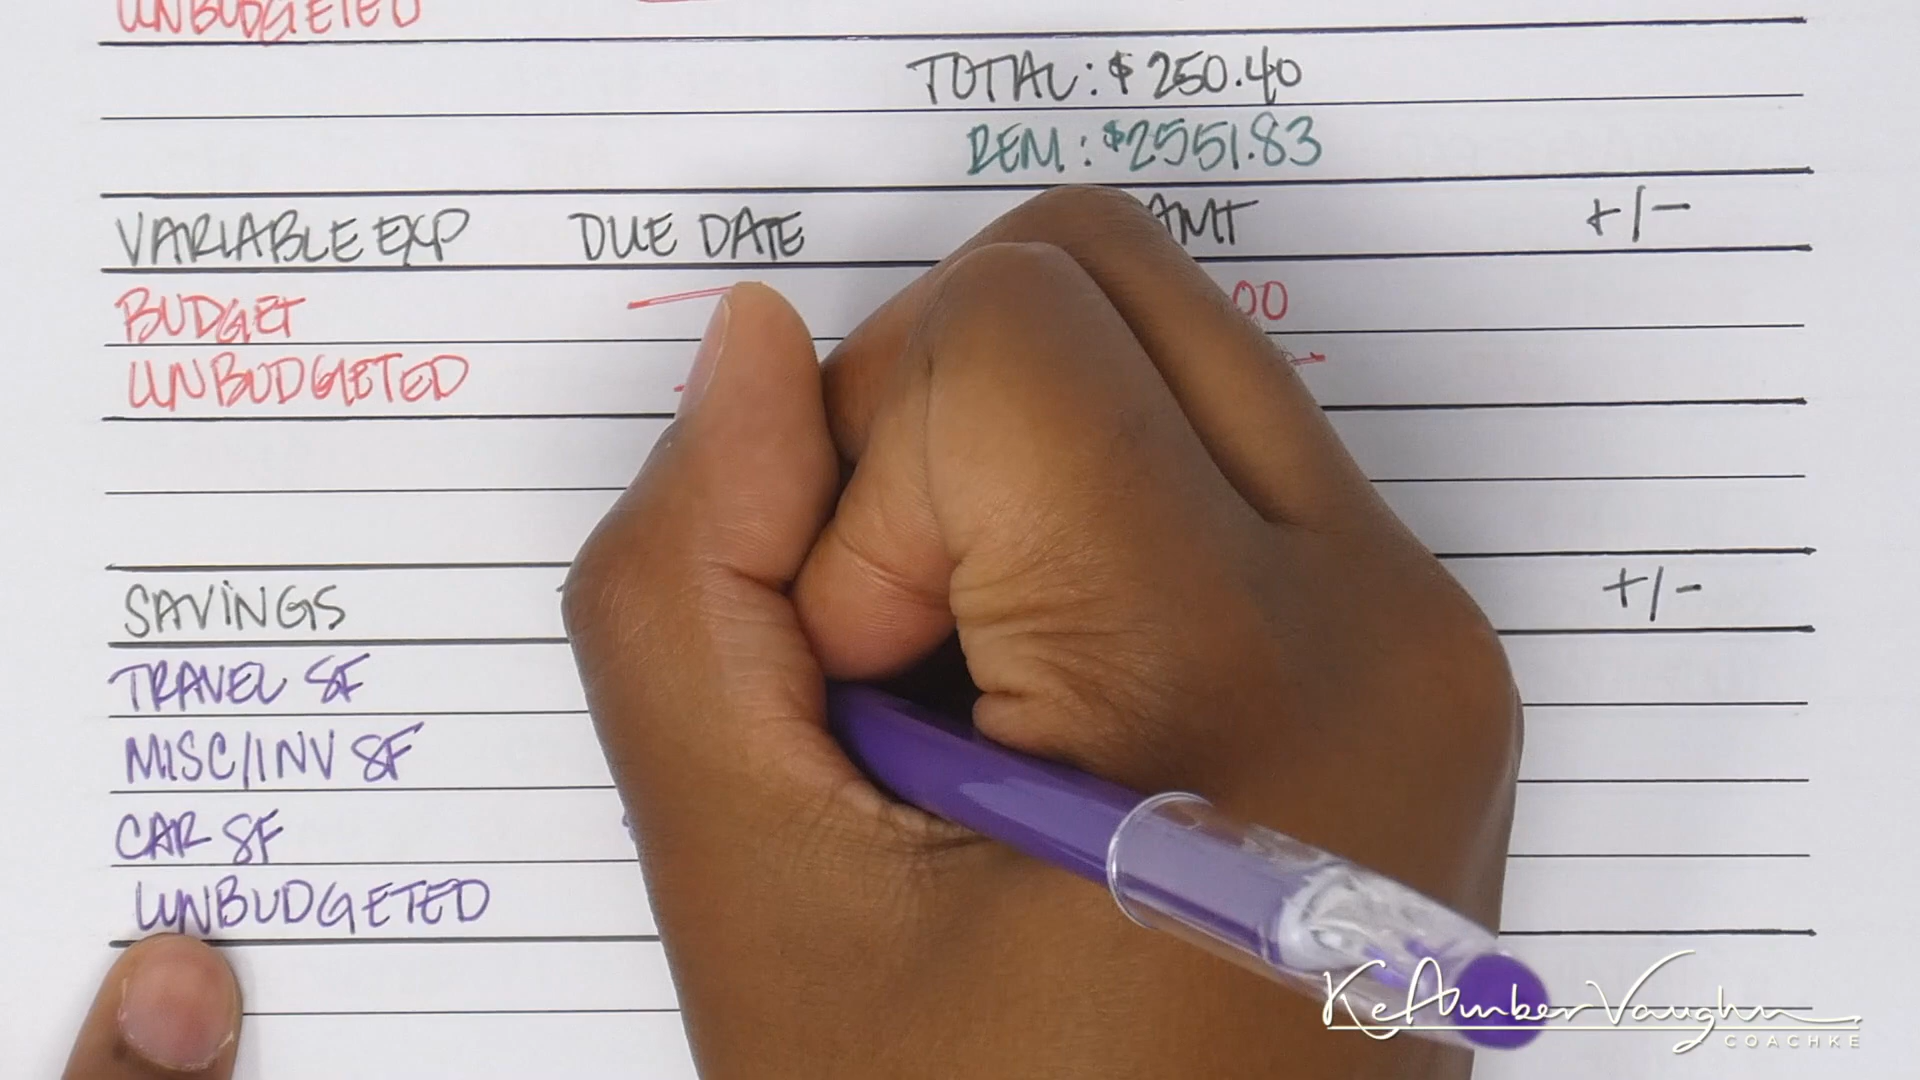 UNBUDGETED
TOTAL: $250.40
REM: $2551.83
VARIABLE EXP DUE DATE AMT +/-
BUDGET 00
UNBUDGETED
SAVINGS +/-
TRAVEL SF
MISC/INV SF
CAR SF
UNBUDGETED
KeAmber Vaughn
COACHKE